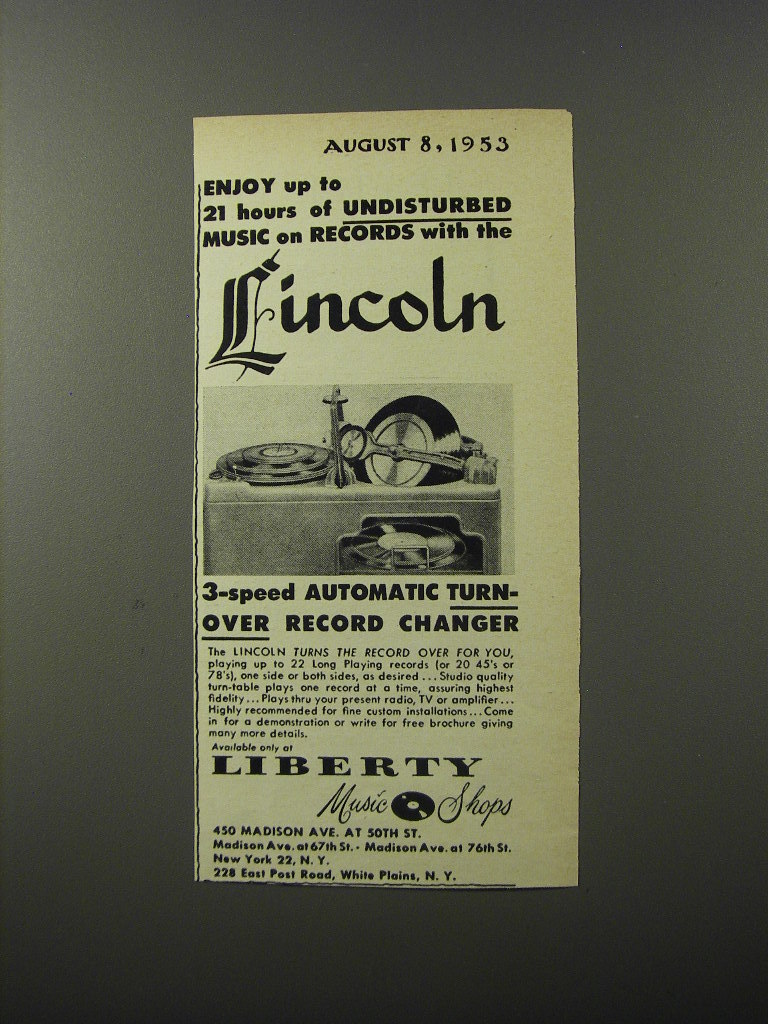 AUGUST 8, 1953
ENJOY up to
21 hours of UNDISTURBED
MUSIC on RECORDS with the
Lincoln
3-speed AUTOMATIC TURN-
OVER RECORD CHANGER
The LINCOLN TURNS THE RECORD OVER FOR YOU,
playing up to 22 Long Playing records (or 20 45's or
78's), one side or both sides, as desired ... Studio quality
turn-table plays one record at a time, assuring highest
fidelity ... Plays thru your present radio, TV or amplifier ...
Highly recommended for fine custom installations ... Come
in for a demonstration or write for free brochure giving
many more details.
Available only at
LIBERTY
Music Shops
450 MADISON AVE. AT 50TH ST.
Madison Ave. at 67th St. • Madison Ave. at 76th St.
New York 22, N. Y.
228 East Post Road, White Plains, N. Y.